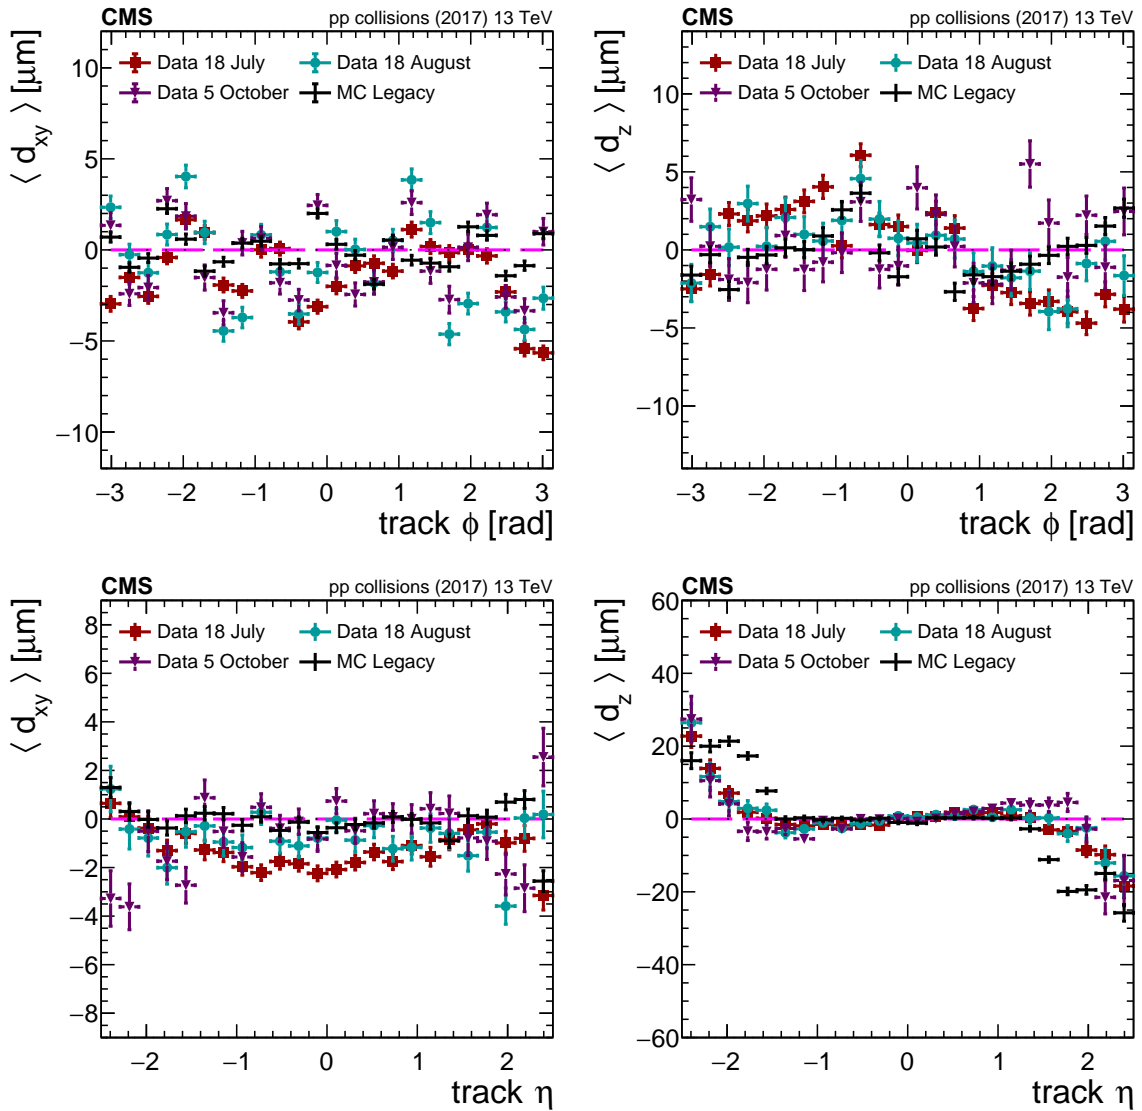 CMS pp collisions (2017) 13 TeV
⟨ d_xy ⟩ [μm]
Data 18 July Data 18 August
Data 5 October MC Legacy
10
5
0
−5
−10
−3 −2 −1 0 1 2 3
track ϕ [rad]
CMS pp collisions (2017) 13 TeV
⟨ d_z ⟩ [μm]
Data 18 July Data 18 August
Data 5 October MC Legacy
10
5
0
−5
−10
−3 −2 −1 0 1 2 3
track ϕ [rad]
CMS pp collisions (2017) 13 TeV
⟨ d_xy ⟩ [μm]
8
Data 18 July Data 18 August
Data 5 October MC Legacy
6
4
2
0
−2
−4
−6
−8
−2 −1 0 1 2
track η
CMS pp collisions (2017) 13 TeV
⟨ d_z ⟩ [μm]
60
Data 18 July Data 18 August
Data 5 October MC Legacy
40
20
0
−20
−40
−60
−2 −1 0 1 2
track η